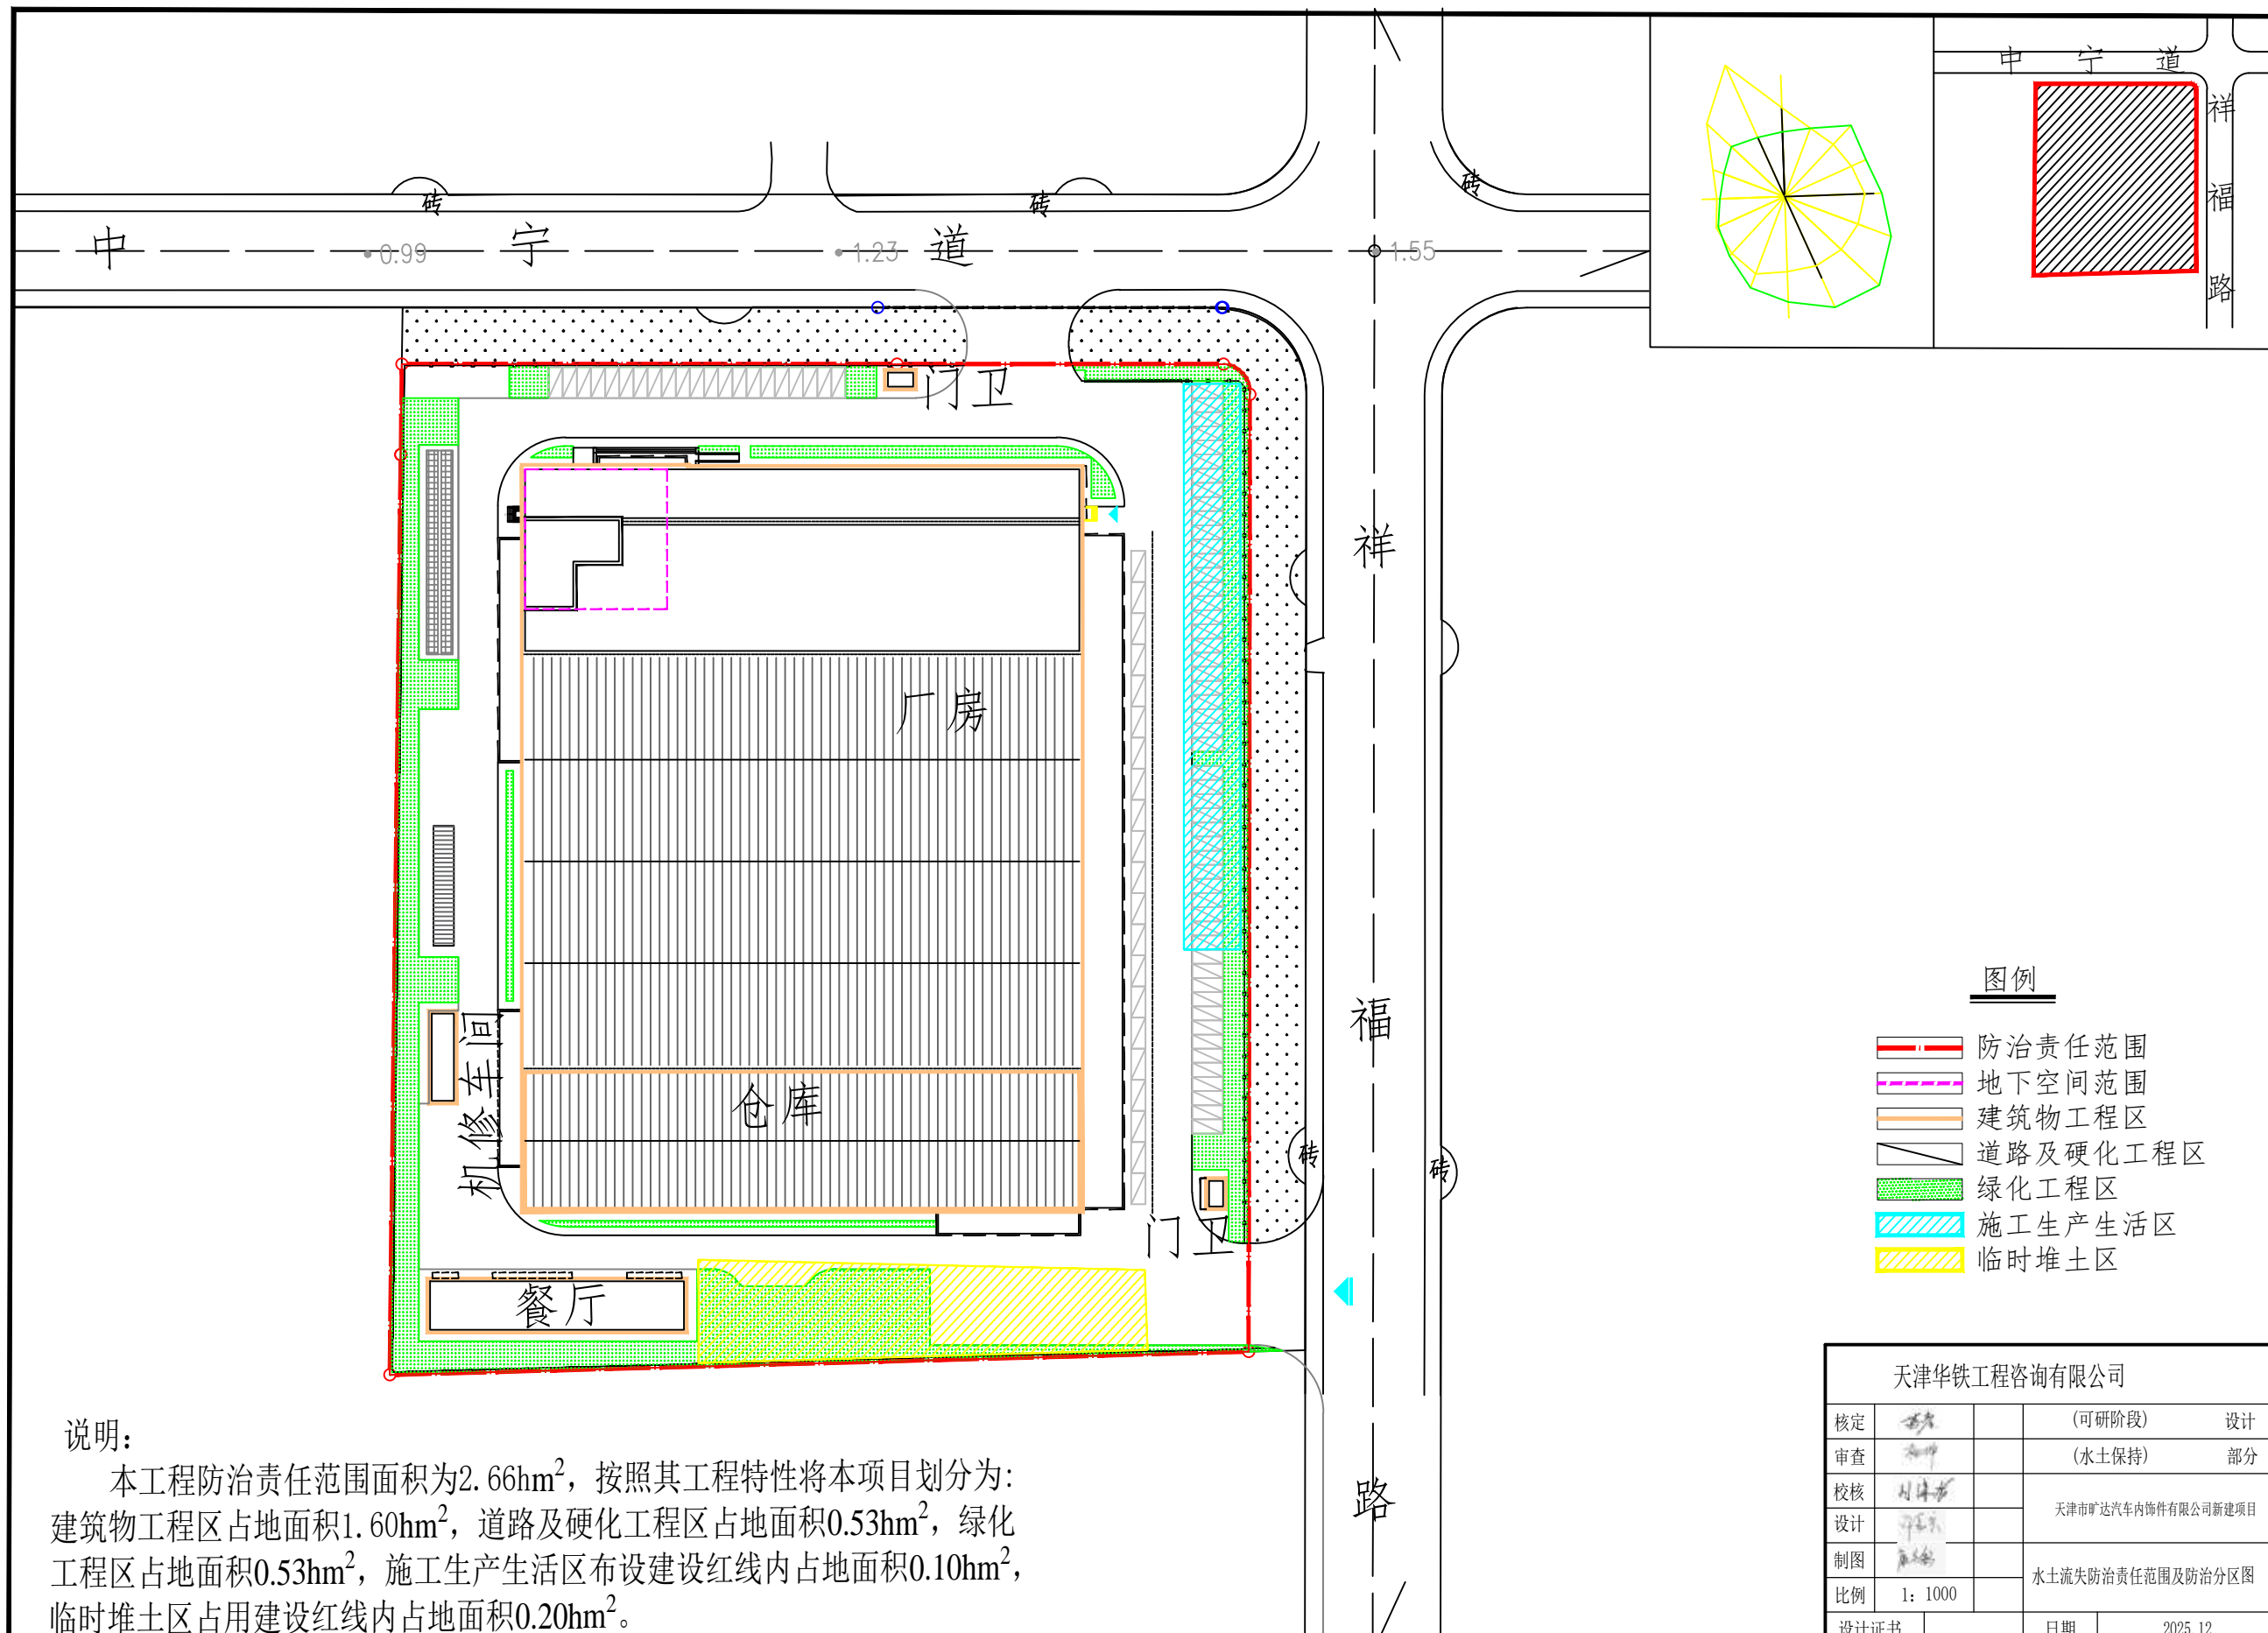 中宁道
砖
砖
砖
0.99
1.23
1.55
中宁道
祥福路
门卫
厂房
仓库
机修车间
门卫
餐厅
祥福路
砖
砖
图例
防治责任范围
地下空间范围
建筑物工程区
道路及硬化工程区
绿化工程区
施工生产生活区
临时堆土区
说明：
本工程防治责任范围面积为2.66hm²，按照其工程特性将本项目划分为：
建筑物工程区占地面积1.60hm²，道路及硬化工程区占地面积0.53hm²，绿化
工程区占地面积0.53hm²，施工生产生活区布设建设红线内占地面积0.10hm²，
临时堆土区占用建设红线内占地面积0.20hm²。
天津华铁工程咨询有限公司
核定 (可研阶段) 设计
审查 (水土保持) 部分
校核
天津市旷达汽车内饰件有限公司新建项目
设计
制图
水土流失防治责任范围及防治分区图
比例 1：1000
设计证书 日期 2025.12